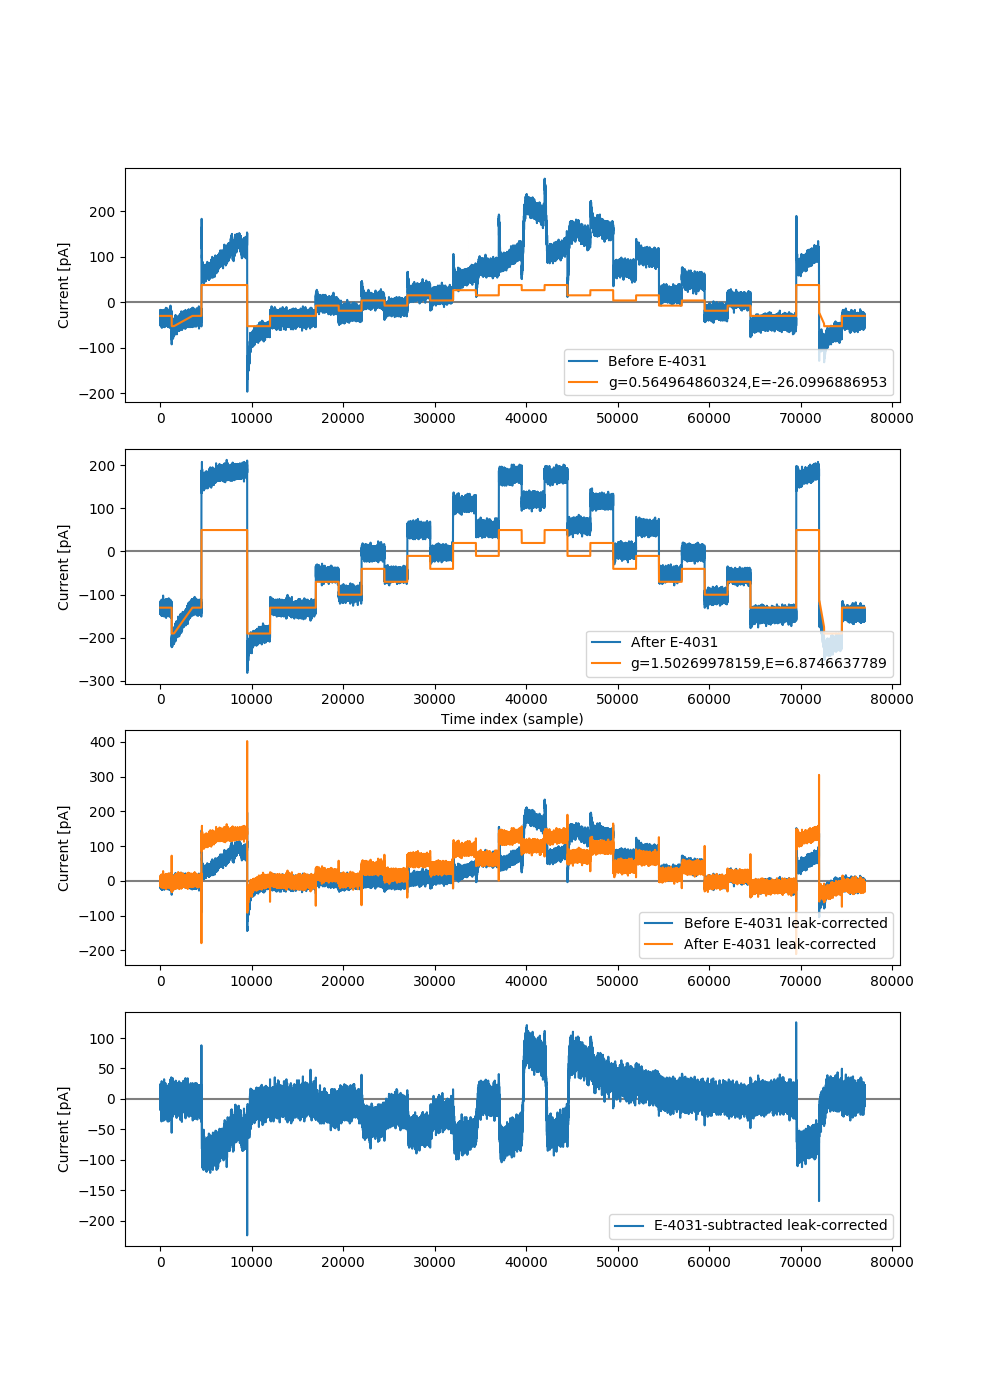 200
100
0
−100
−200
Current [pA]
Before E-4031
g=0.564964860324,E=-26.0996886953
0 10000 20000 30000 40000 50000 60000 70000 80000
200
100
0
−100
−200
−300
Current [pA]
After E-4031
g=1.50269978159,E=6.8746637789
0 10000 20000 30000 40000 50000 60000 70000 80000
Time index (sample)
400
300
200
100
0
−100
−200
Current [pA]
Before E-4031 leak-corrected
After E-4031 leak-corrected
0 10000 20000 30000 40000 50000 60000 70000 80000
100
50
0
−50
−100
−150
−200
Current [pA]
E-4031-subtracted leak-corrected
0 10000 20000 30000 40000 50000 60000 70000 80000